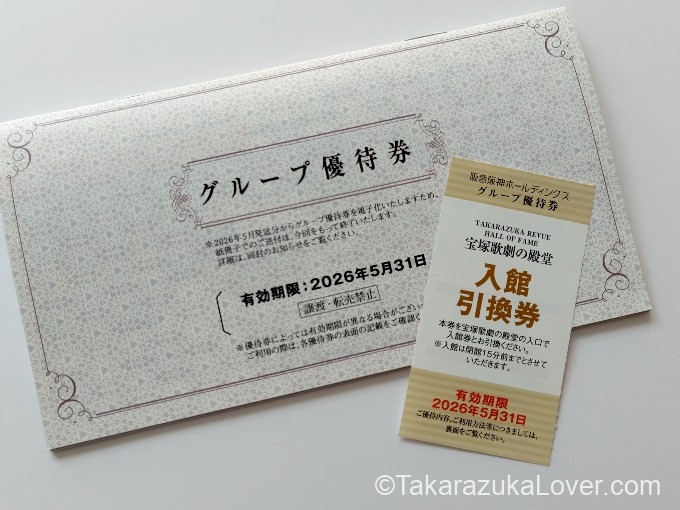 グループ優待券
※2026年5月発送分からグループ優待券を電子化いたしますため、
紙冊子でのご送付は、今回をもって終了いたします。
詳細は、同封のお知らせをご覧ください。
有効期限：2026年5月31日
譲渡・転売禁止
※優待券によっては有効期限が異なる場合がござい
ご利用の際は、各優待券の表面の記載をご確認く
阪急阪神ホールディングス
グループ優待券
TAKARAZUKA REVUE
HALL OF FAME
宝塚歌劇の殿堂
入館
引換券
本券を宝塚歌劇の殿堂の入口で
入館券とお引換ください。
※入館は閉館15分前までとさせて
いただきます。
有効期限
2026年5月31日
ご優待内容、ご利用方法等につきましては、
裏面をご覧ください。
©TakarazukaLover.com